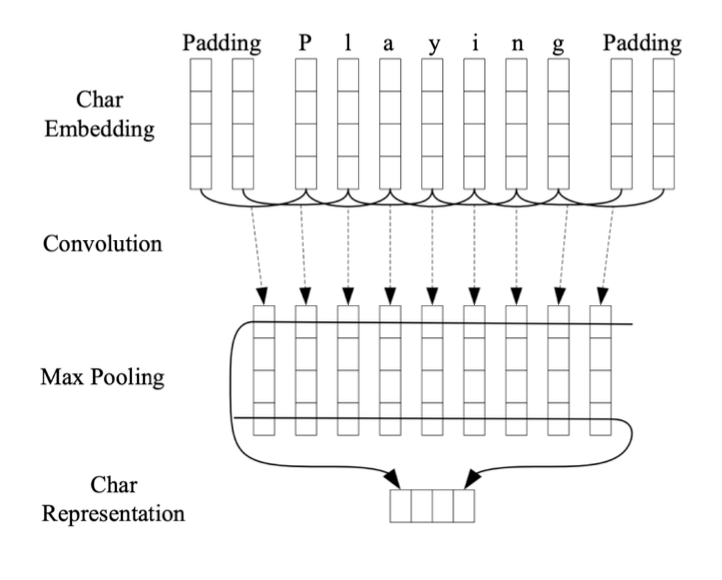 Padding P l a y i n g Padding
Char
Embedding
Convolution
Max Pooling
Char
Representation